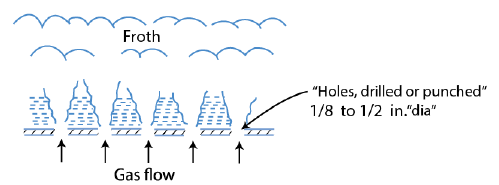 Froth
“Holes, drilled or punched”
1/8 to 1/2 in.“dia”
Gas flow